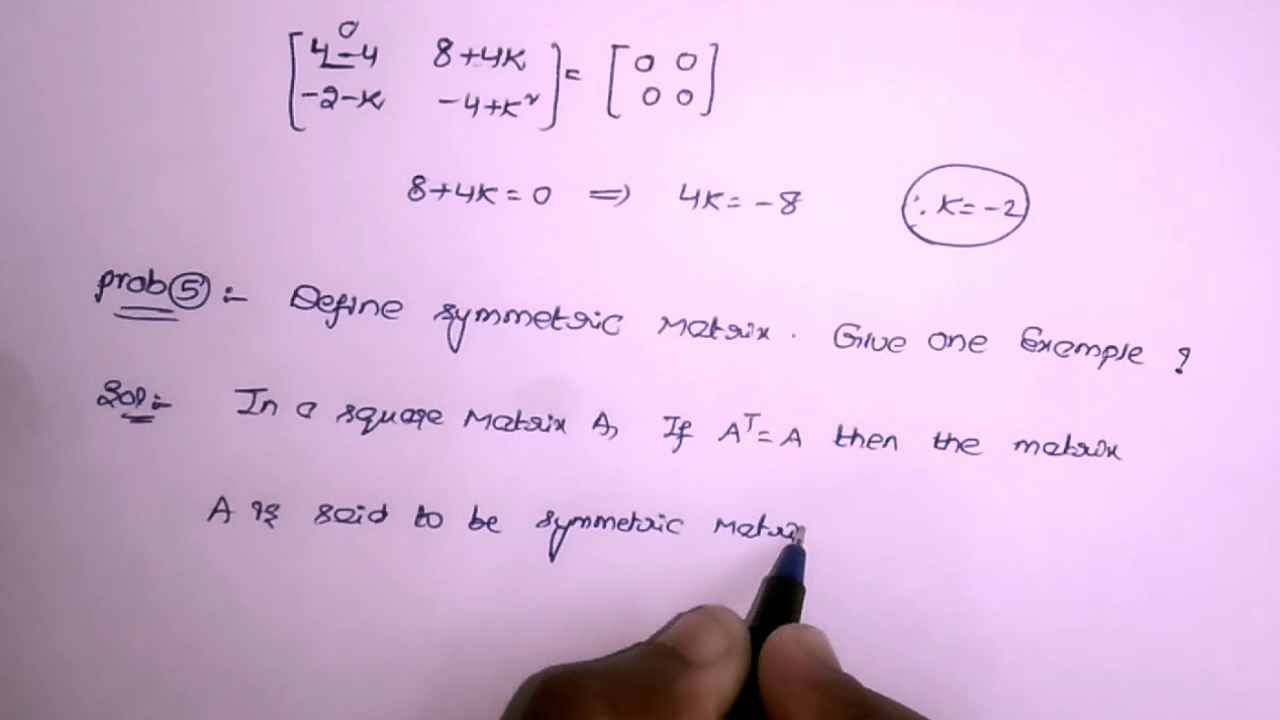 [ 4-4 0 8+4K
-2-K -4+K² ] = [ 0 0
0 0 ]
8+4K=0 ⇒ 4K=-8 ∴ K=-2
prob⑤:- Define symmetric matrix. Give one Example ?
Sol:- In a square matrix A, If Aᵀ=A then the matrix
A is said to be symmetric matri